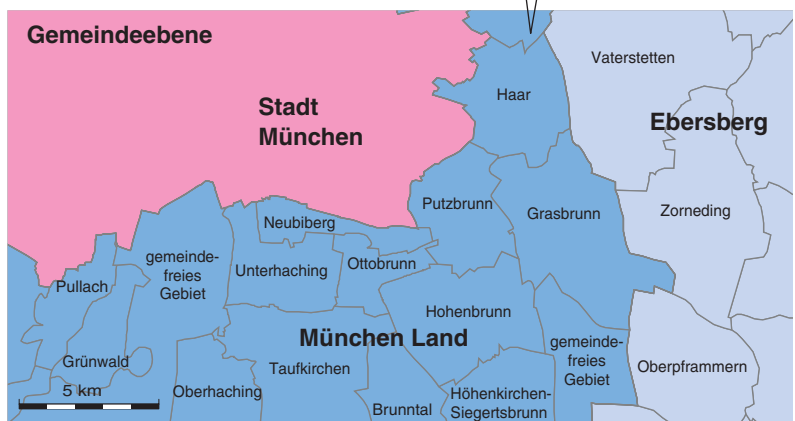 Gemeindeebene
Vaterstetten
Haar
Stadt
München
Ebersberg
Putzbrunn
Grasbrunn
Zorneding
Neubiberg
gemeinde-
freies
Gebiet
Unterhaching
Ottobrunn
Pullach
Hohenbrunn
München Land
gemeinde-
freies
Gebiet
Grünwald
Taufkirchen
Oberpframmern
5 km
Oberhaching
Brunntal
Höhenkirchen-
Siegertsbrunn